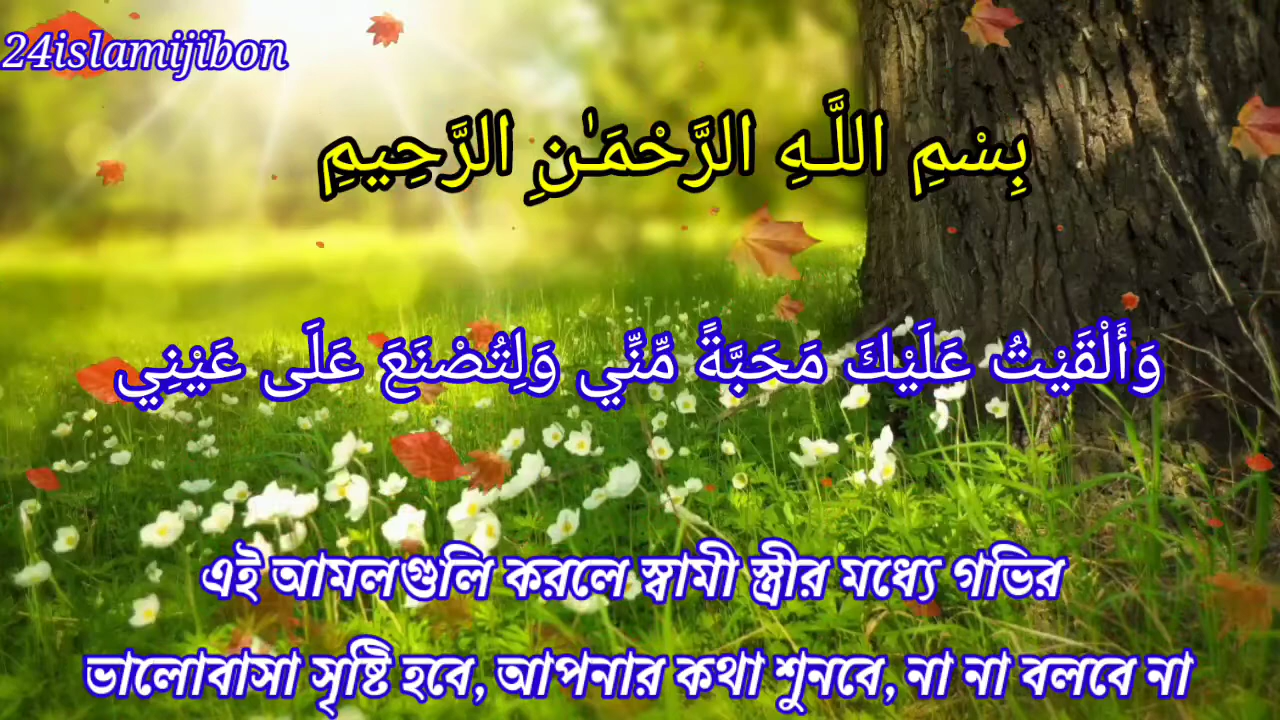 24islamijibon
بِسْمِ اللَّـهِ الرَّحْمَـٰنِ الرَّحِيمِ
وَأَلْقَيْتُ عَلَيْكَ مَحَبَّةً مِّنِّي وَلِتُصْنَعَ عَلَى عَيْنِي
এই আমলগুলি করলে স্বামী স্ত্রীর মধ্যে গভির
ভালোবাসা সৃষ্টি হবে, আপনার কথা শুনবে, না না বলবে না